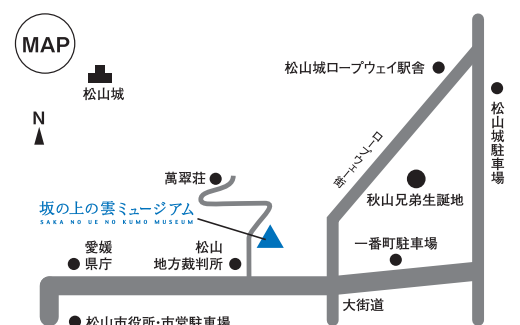 MAP
松山城
N
松山城ロープウェイ駅舎
松山城駐車場
ロープウェー街
萬翠荘
秋山兄弟生誕地
坂の上の雲ミュージアム
SAKA NO UE NO KUMO MUSEUM
愛媛
県庁
松山
地方裁判所
一番町駐車場
大街道
松山市役所・市営駐車場